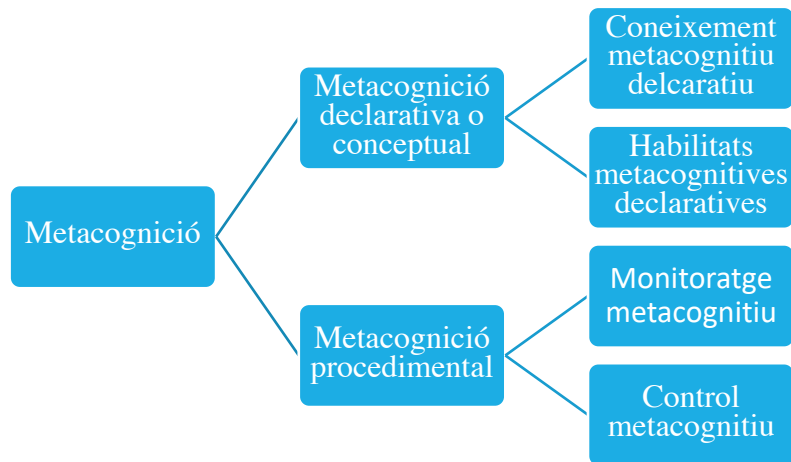 Metacognició
Metacognició
declarativa o
conceptual
Coneixement
metacognitiu
delcaratiu
Habilitats
metacognitives
declaratives
Metacognició
procedimental
Monitoratge
metacognitiu
Control
metacognitiu